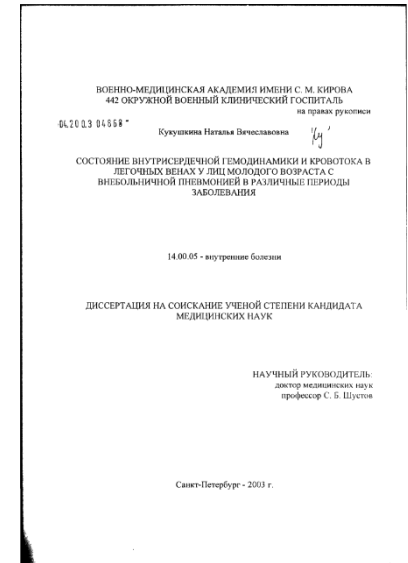 ВОЕННО-МЕДИЦИНСКАЯ АКАДЕМИЯ ИМЕНИ С. М. КИРОВА
442 ОКРУЖНОЙ ВОЕННЫЙ КЛИНИЧЕСКИЙ ГОСПИТАЛЬ
на правах рукописи
04.200.3 04668
Кукушкина Наталья Вячеславовна
СОСТОЯНИЕ ВНУТРИСЕРДЕЧНОЙ ГЕМОДИНАМИКИ И КРОВОТОКА В
ЛЕГОЧНЫХ ВЕНАХ У ЛИЦ МОЛОДОГО ВОЗРАСТА С
ВНЕБОЛЬНИЧНОЙ ПНЕВМОНИЕЙ В РАЗЛИЧНЫЕ ПЕРИОДЫ
ЗАБОЛЕВАНИЯ
14.00.05 - внутренние болезни
ДИССЕРТАЦИЯ НА СОИСКАНИЕ УЧЕНОЙ СТЕПЕНИ КАНДИДАТА
МЕДИЦИНСКИХ НАУК
НАУЧНЫЙ РУКОВОДИТЕЛЬ:
доктор медицинских наук
профессор С. Б. Шустов
Санкт-Петербург - 2003 г.